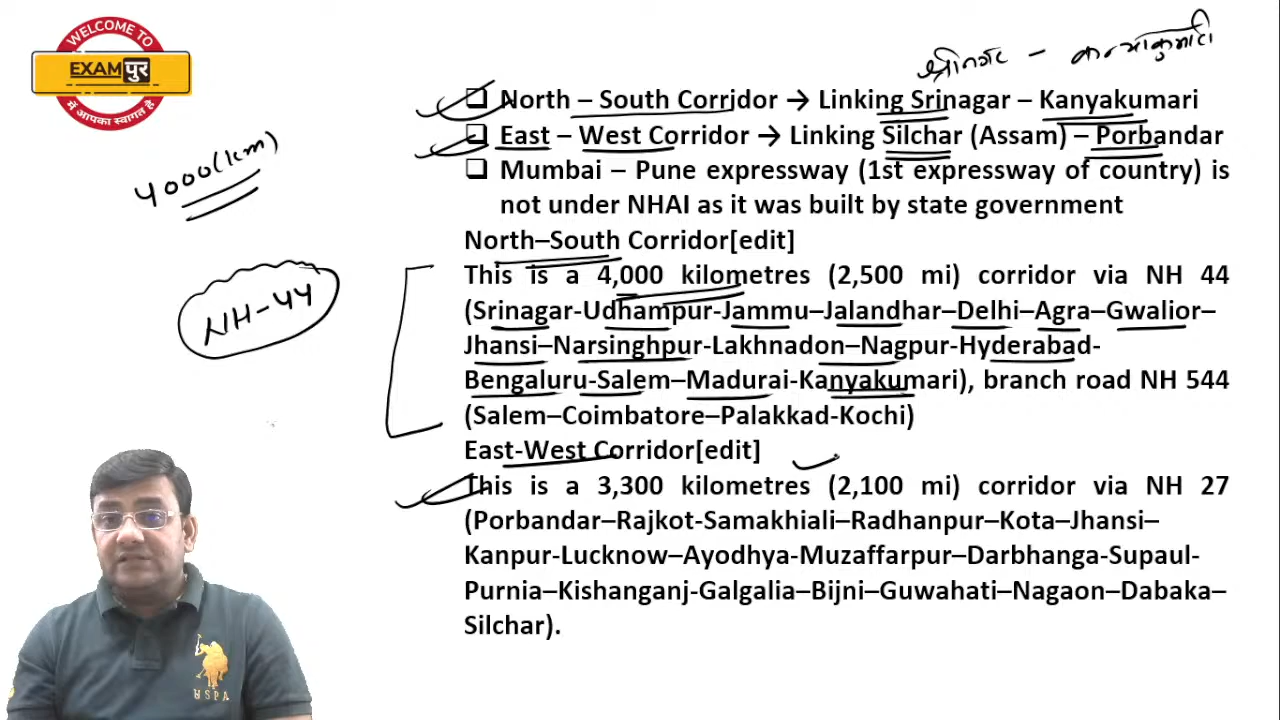 WELCOME TO
EXAMपुर
में आपका स्वागत है
श्रीनगर - कन्याकुमारी
❑ North – South Corridor → Linking Srinagar – Kanyakumari
❑ East – West Corridor → Linking Silchar (Assam) – Porbandar
❑ Mumbai – Pune expressway (1st expressway of country) is
not under NHAI as it was built by state government
4000(km)
North–South Corridor[edit]
This is a 4,000 kilometres (2,500 mi) corridor via NH 44
(Srinagar-Udhampur-Jammu–Jalandhar–Delhi–Agra–Gwalior–
Jhansi–Narsinghpur-Lakhnadon–Nagpur-Hyderabad-
Bengaluru-Salem–Madurai-Kanyakumari), branch road NH 544
(Salem–Coimbatore–Palakkad-Kochi)
NH-44
East-West Corridor[edit]
This is a 3,300 kilometres (2,100 mi) corridor via NH 27
(Porbandar–Rajkot-Samakhiali–Radhanpur–Kota–Jhansi–
Kanpur-Lucknow–Ayodhya-Muzaffarpur–Darbhanga-Supaul-
Purnia–Kishanganj-Galgalia–Bijni–Guwahati–Nagaon–Dabaka–
Silchar).
USPA